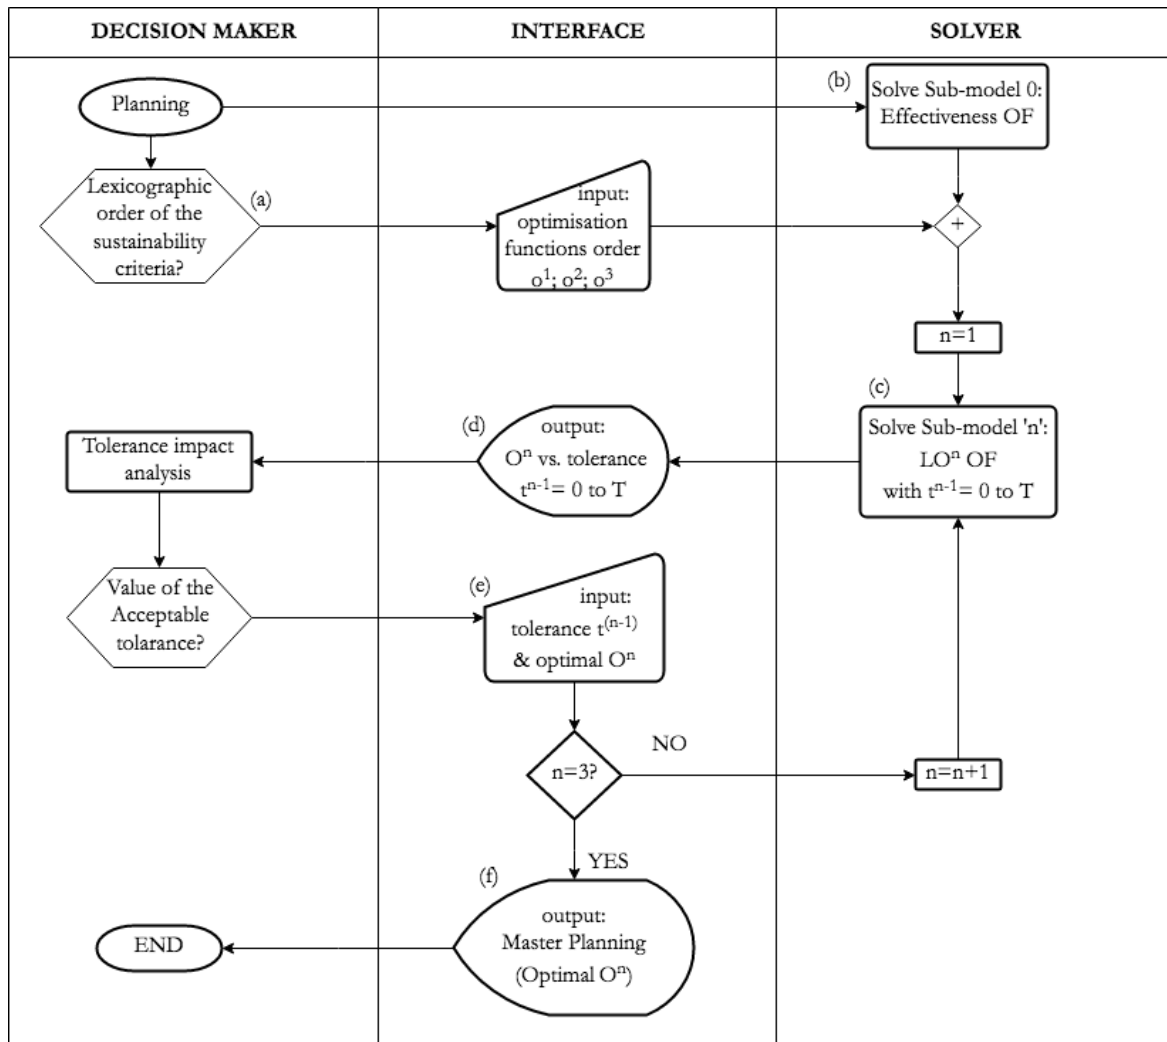 DECISION MAKER
INTERFACE
SOLVER
Planning
(b)
Solve Sub-model 0:
Effectiveness OF
Lexicographic
order of the
sustainability
criteria?
(a)
input:
optimisation
functions order
o¹; o²; o³
+
n=1
(c)
Solve Sub-model 'n':
LOⁿ OF
with tⁿ⁻¹= 0 to T
(d)
output:
Oⁿ vs. tolerance
tⁿ⁻¹= 0 to T
Tolerance impact
analysis
Value of the
Acceptable
tolarance?
(e)
input:
tolerance t⁽ⁿ⁻¹⁾
& optimal Oⁿ
n=3?
NO
n=n+1
YES
(f)
output:
Master Planning
(Optimal Oⁿ)
END